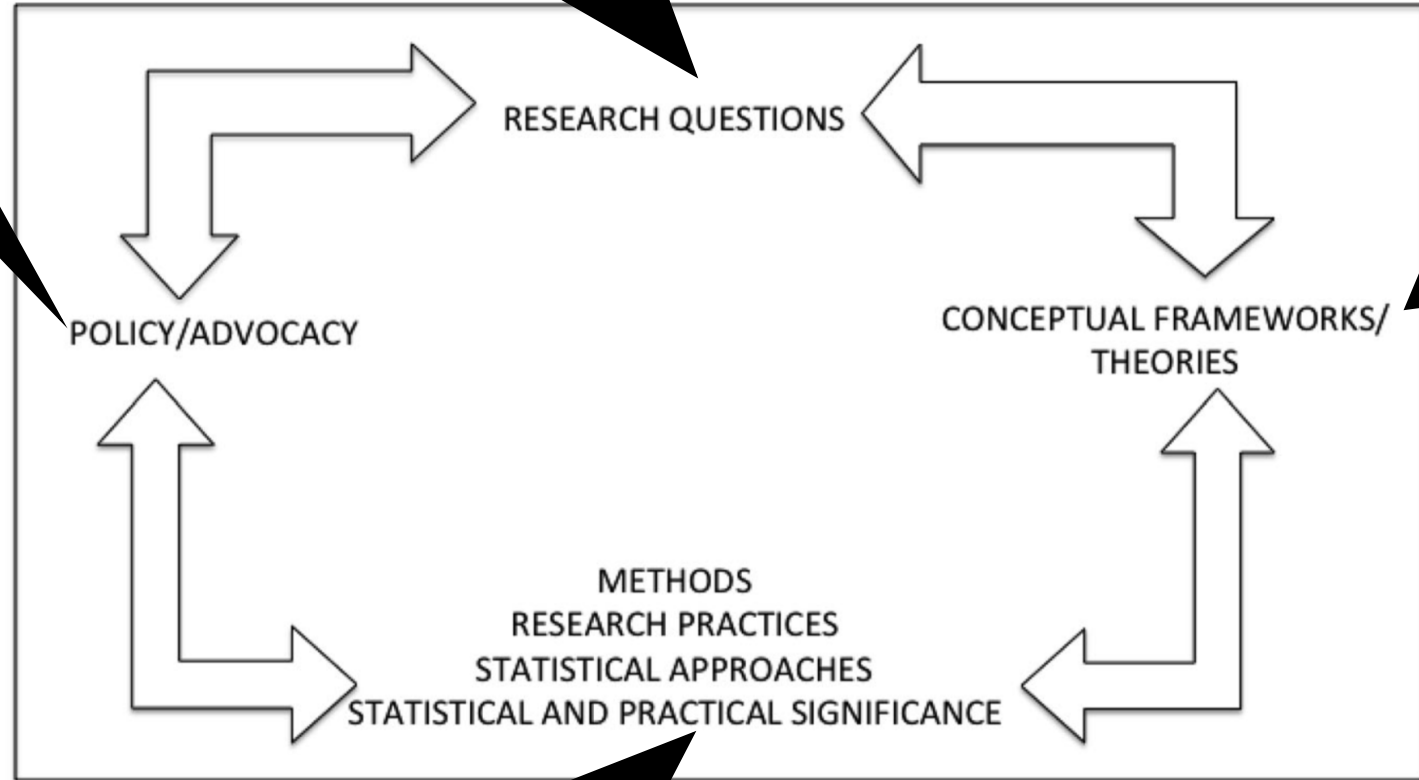 RESEARCH QUESTIONS
POLICY/ADVOCACY
CONCEPTUAL FRAMEWORKS/
THEORIES
METHODS
RESEARCH PRACTICES
STATISTICAL APPROACHES
STATISTICAL AND PRACTICAL SIGNIFICANCE